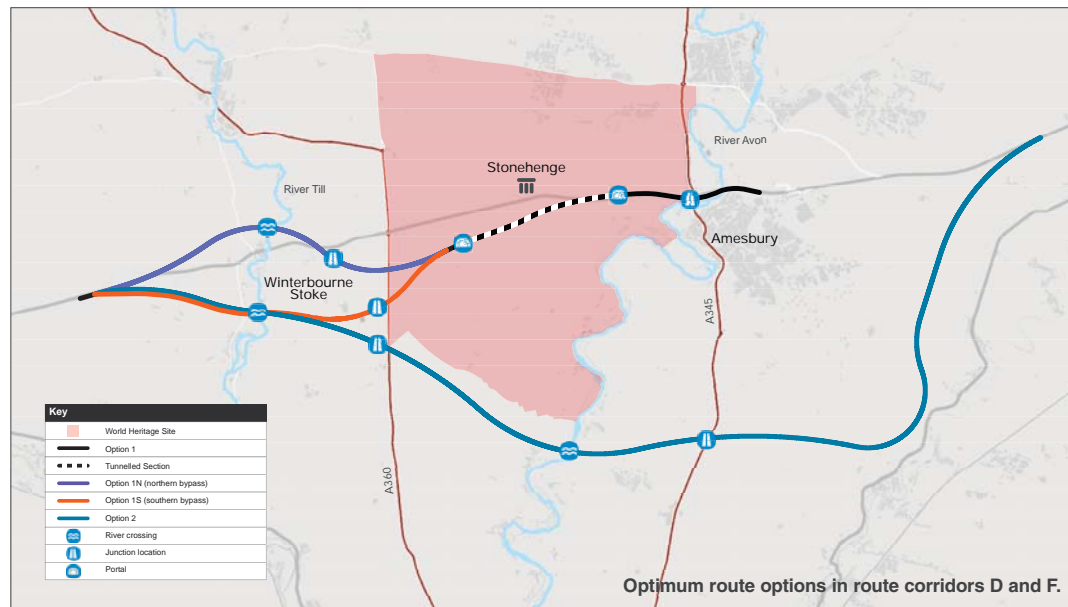 River Avon
Stonehenge
River Till
Amesbury
Winterbourne
Stoke
A345
A360
Key
World Heritage Site
Option 1
Tunnelled Section
Option 1N (northern bypass)
Option 1S (southern bypass)
Option 2
River crossing
Junction location
Portal
Optimum route options in route corridors D and F.